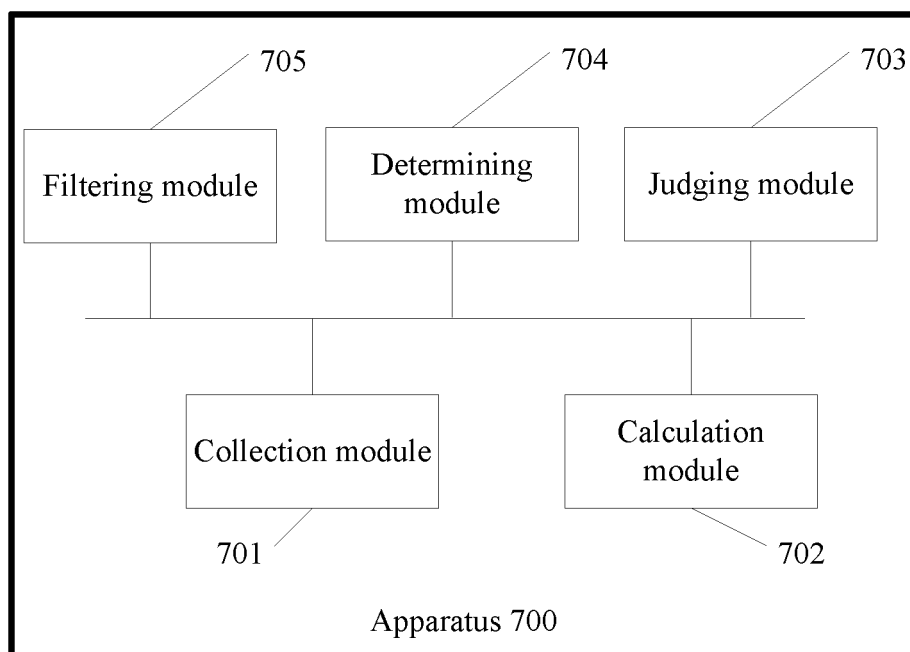 705
704
703
Filtering module
Determining
module
Judging module
Collection module
Calculation
module
701
702
Apparatus 700